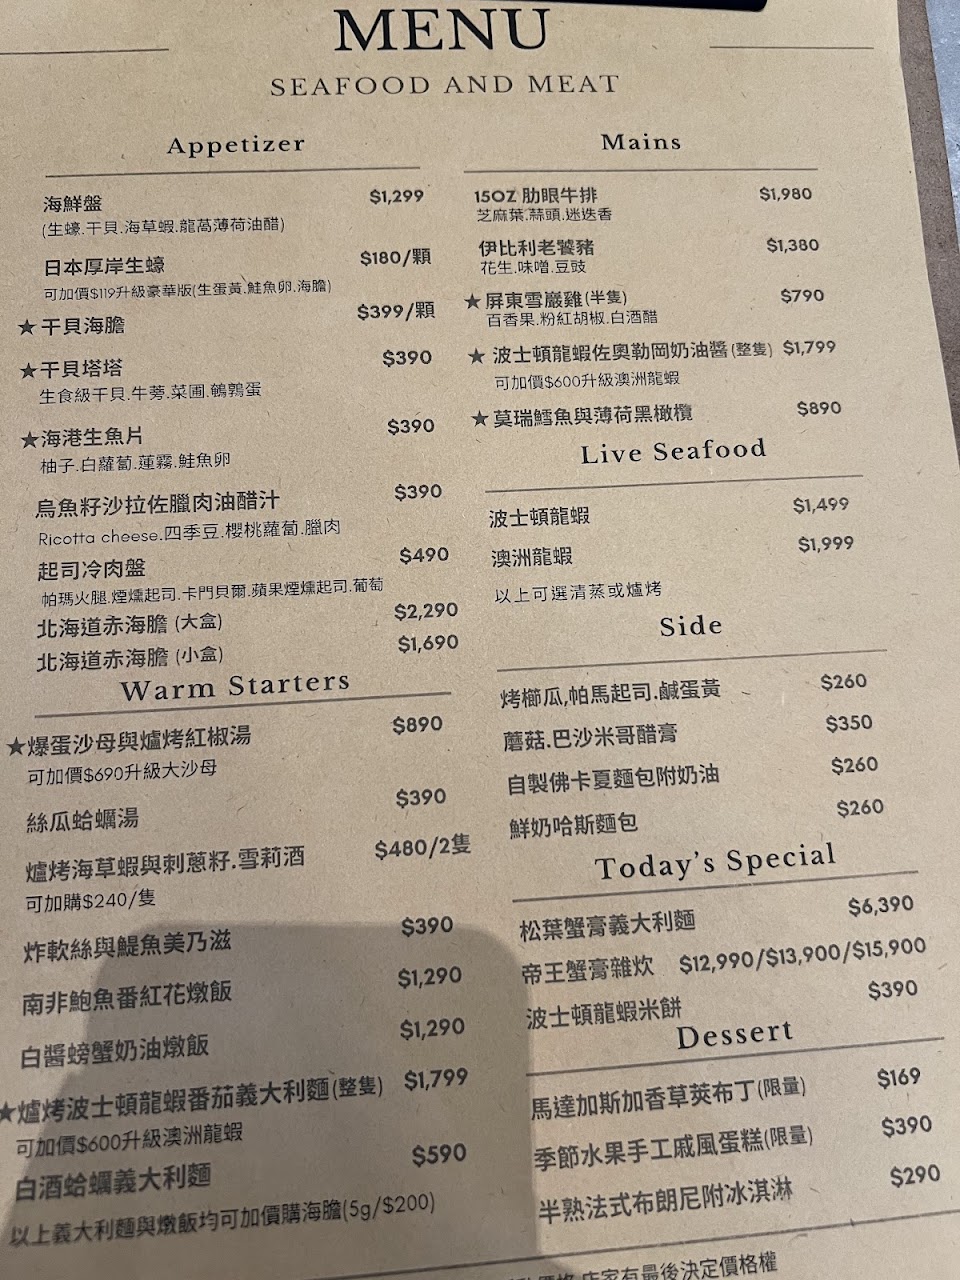 MENU
SEAFOOD AND MEAT
Appetizer
海鮮盤 $1,299
(生蠔.干貝.海草蝦.龍蒿薄荷油醋)
日本厚岸生蠔 $180/顆
可加價$119升級豪華版(生蛋黃.鮭魚卵.海膽)
★干貝海膽 $399/顆
★干貝塔塔 $390
生食級干貝.牛蒡.菜圃.鵪鶉蛋
★海港生魚片 $390
柚子.白蘿蔔.蓮霧.鮭魚卵
烏魚籽沙拉佐臘肉油醋汁 $390
Ricotta cheese.四季豆.櫻桃蘿蔔.臘肉
起司冷肉盤 $490
帕瑪火腿.煙燻起司.卡門貝爾.蘋果煙燻起司.葡萄
北海道赤海膽 (大盒) $2,290
北海道赤海膽 (小盒) $1,690
Warm Starters
★爆蛋沙母與爐烤紅椒湯 $890
可加價$690升級大沙母
絲瓜蛤蠣湯 $390
爐烤海草蝦與刺蔥籽.雪莉酒 $480/2隻
可加購$240/隻
炸軟絲與鯷魚美乃滋 $390
南非鮑魚番紅花燉飯 $1,290
白醬螃蟹奶油燉飯 $1,290
★爐烤波士頓龍蝦番茄義大利麵(整隻) $1,799
可加價$600升級澳洲龍蝦
白酒蛤蠣義大利麵 $590
以上義大利麵與燉飯均可加價購海膽(5g/$200)
Mains
15OZ 肋眼牛排 $1,980
芝麻葉.蒜頭.迷迭香
伊比利老饕豬 $1,380
花生.味噌.豆豉
★屏東雪巖雞(半隻) $790
百香果.粉紅胡椒.白酒醋
★ 波士頓龍蝦佐奧勒岡奶油醬(整隻) $1,799
可加價$600升級澳洲龍蝦
★莫瑞鱈魚與薄荷黑橄欖 $890
Live Seafood
波士頓龍蝦 $1,499
澳洲龍蝦 $1,999
以上可選清蒸或爐烤
Side
烤櫛瓜,帕馬起司.鹹蛋黃 $260
蘑菇.巴沙米哥醋膏 $350
自製佛卡夏麵包附奶油 $260
鮮奶哈斯麵包 $260
Today's Special
松葉蟹膏義大利麵 $6,390
帝王蟹膏雜炊 $12,990/$13,900/$15,900
波士頓龍蝦米餅 $390
Dessert
馬達加斯加香草莢布丁(限量) $169
季節水果手工戚風蛋糕(限量) $390
半熟法式布朗尼附冰淇淋 $290
店家有最後決定價格權